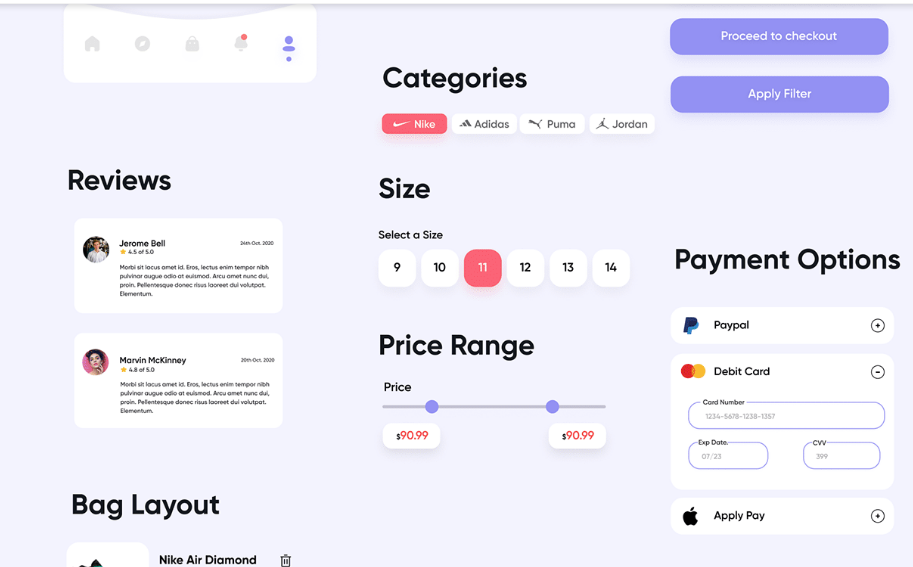 Proceed to checkout
Apply Filter
Categories
Nike
Adidas
Puma
Jordan
Reviews
Jerome Bell
24th Oct. 2020
4.5 of 5.0
Morbi sit lacus amet id. Eros, lectus enim tempor nibh
pulvinar augue odio at euismod. Arcu amet nunc dui,
proin. Pellentesque donec risus laoreet dui volutpat.
Elementum.
Marvin McKinney
20th Oct. 2020
4.8 of 5.0
Morbi sit lacus amet id. Eros, lectus enim tempor nibh
pulvinar augue odio at euismod. Arcu amet nunc dui,
proin. Pellentesque donec risus laoreet dui volutpat.
Elementum.
Size
Select a Size
9
10
11
12
13
14
Price Range
Price
$90.99
$90.99
Payment Options
Paypal
Debit Card
Card Number
1234-5678-1238-1357
Exp Date.
07/23
CVV
399
Apply Pay
Bag Layout
Nike Air Diamond